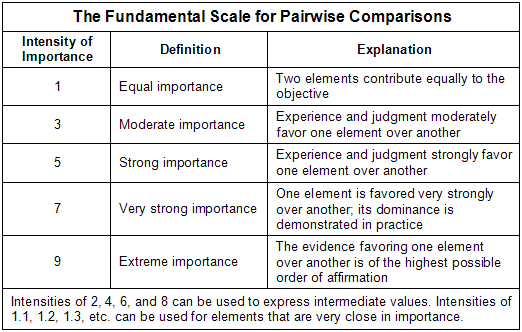 The Fundamental Scale for Pairwise Comparisons
Intensity of
Importance
Definition
Explanation
1
Equal importance
Two elements contribute equally to the
objective
3
Moderate importance
Experience and judgment moderately
favor one element over another
5
Strong importance
Experience and judgment strongly favor
one element over another
7
Very strong importance
One element is favored very strongly
over another; its dominance is
demonstrated in practice
9
Extreme importance
The evidence favoring one element
over another is of the highest possible
order of affirmation
Intensities of 2, 4, 6, and 8 can be used to express intermediate values. Intensities of
1.1, 1.2, 1.3, etc. can be used for elements that are very close in importance.